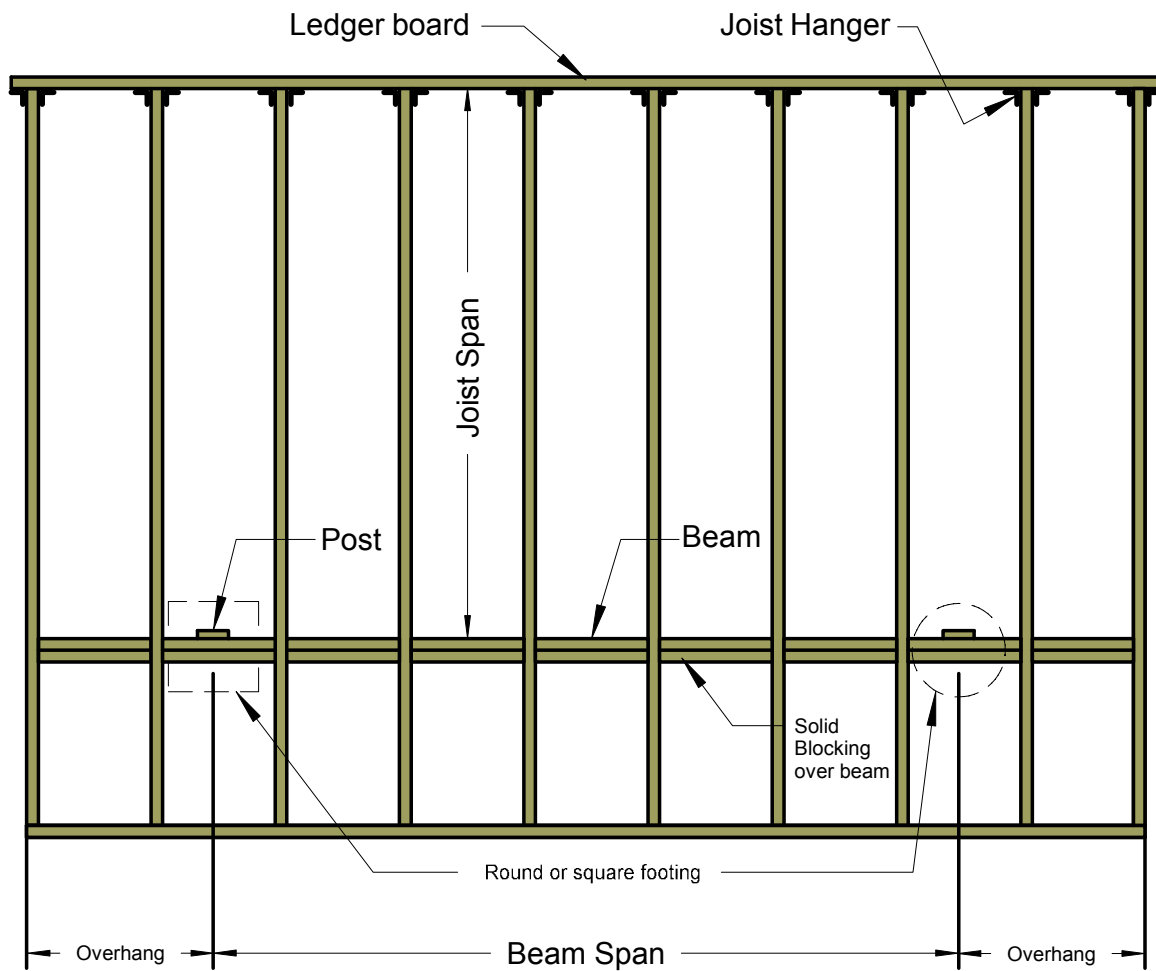 Ledger board
Joist Hanger
Joist Span
Post
Beam
Solid
Blocking
over beam
Round or square footing
Overhang
Beam Span
Overhang